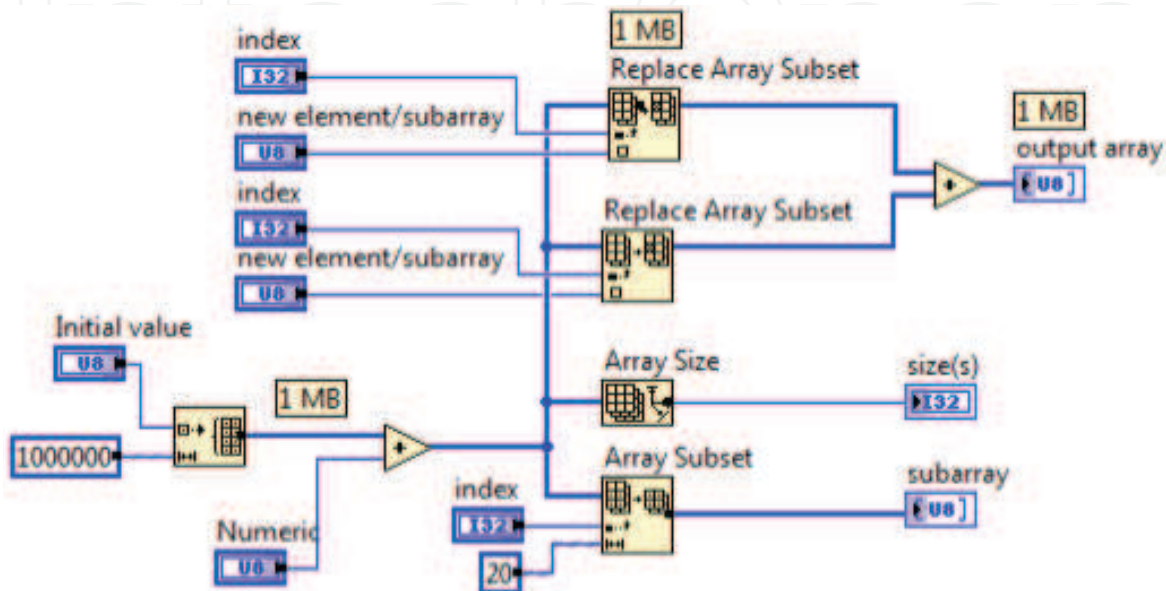 index
1 MB
I32
Replace Array Subset
new element/subarray
U8
1 MB
output array
[U8]
index
I32
Replace Array Subset
new element/subarray
U8
Initial value
U8
Array Size
size(s)
I32
1 MB
1000000
Array Subset
subarray
[U8]
index
I32
Numeric
U8
20